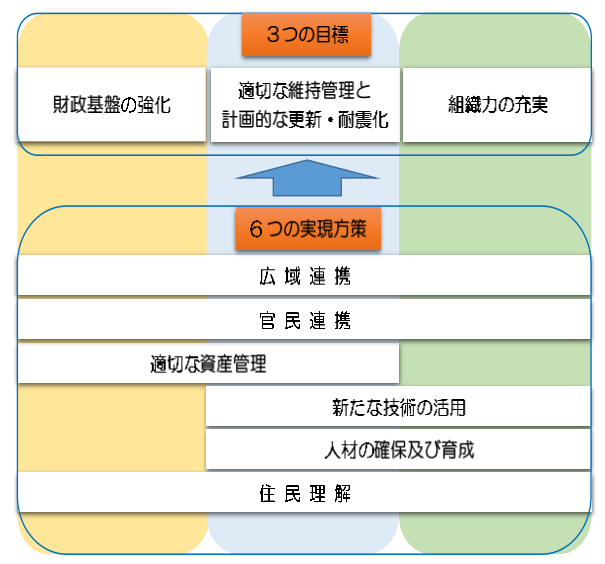 ３つの目標
財政基盤の強化
適切な維持管理と
計画的な更新・耐震化
組織力の充実
６つの実現方策
広域連携
官民連携
適切な資産管理
新たな技術の活用
人材の確保及び育成
住民理解